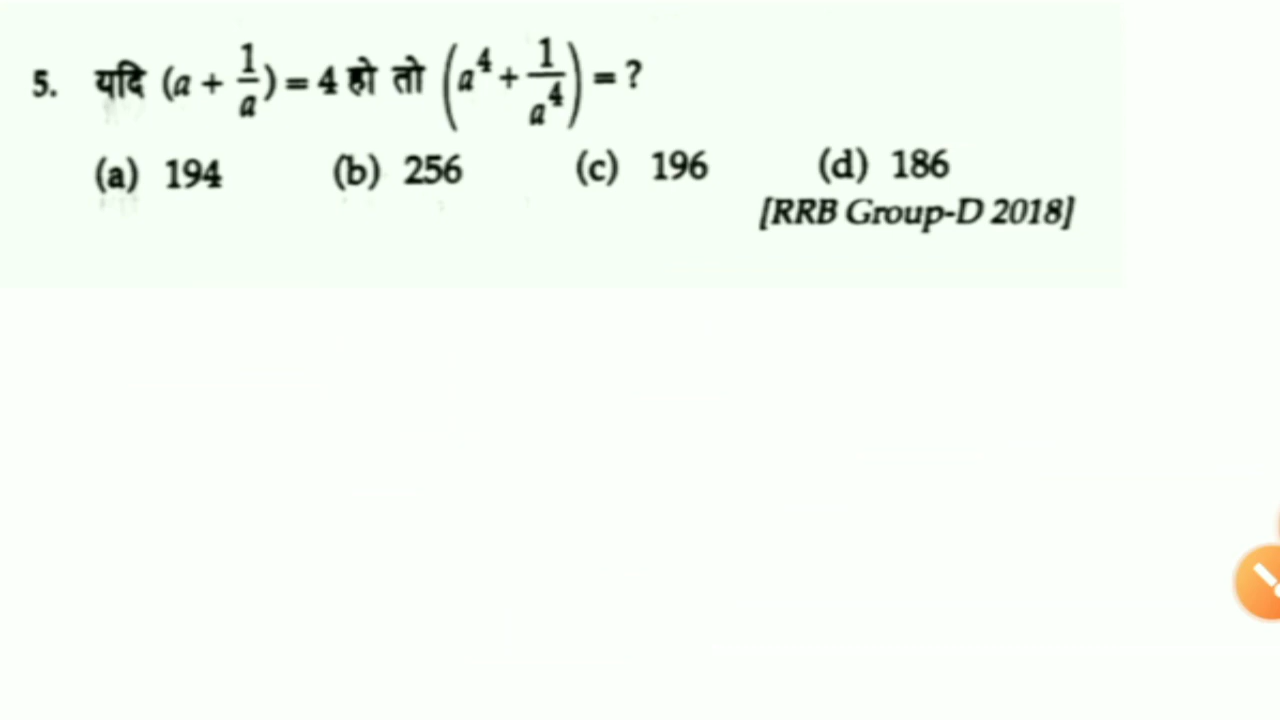 5. यदि (a + 1/a) = 4 हो तो (a⁴ + 1/a⁴) = ?
(a) 194 (b) 256 (c) 196 (d) 186
[RRB Group-D 2018]